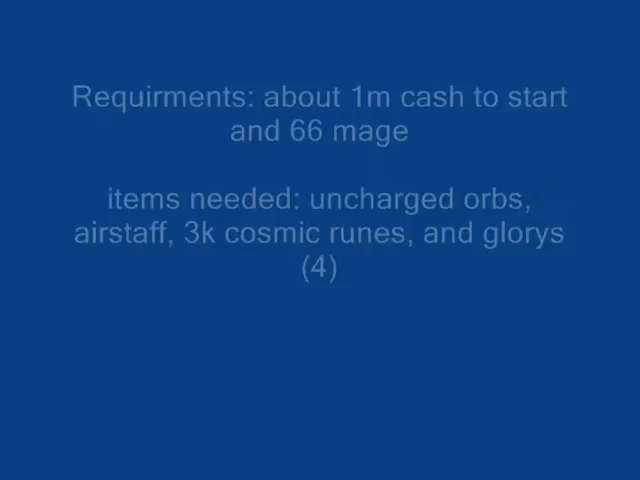 Requirments: about 1m cash to start
and 66 mage
items needed: uncharged orbs,
airstaff, 3k cosmic runes, and glorys
(4)